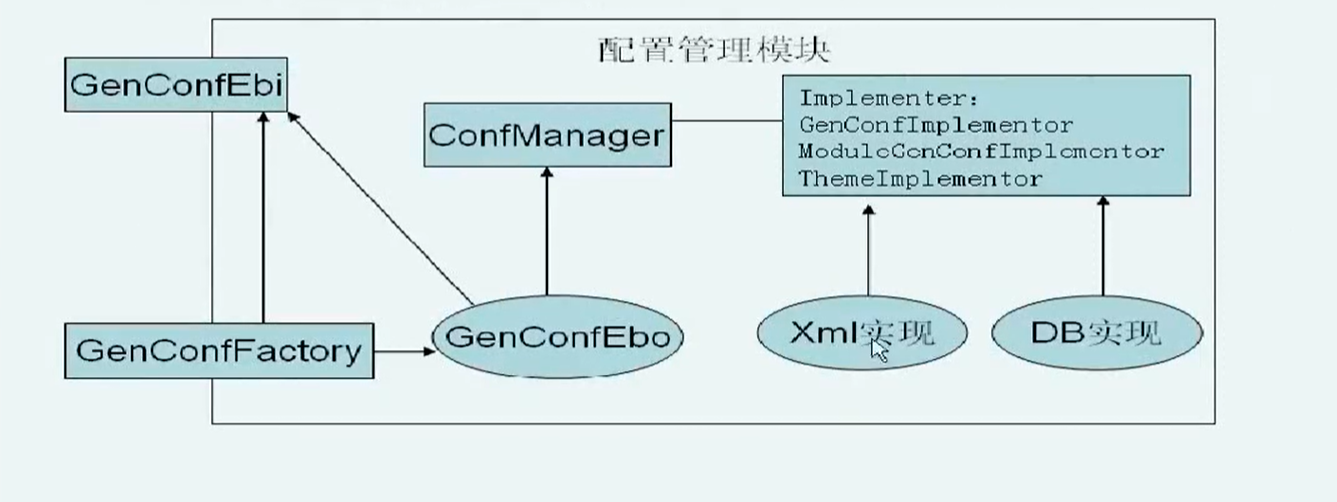 配置管理模块
GenConfEbi
ConfManager
Implementer:
GenConfImplementor
ModuleGenConfImplementor
ThemeImplementor
GenConfFactory
GenConfEbo
Xml实现
DB实现